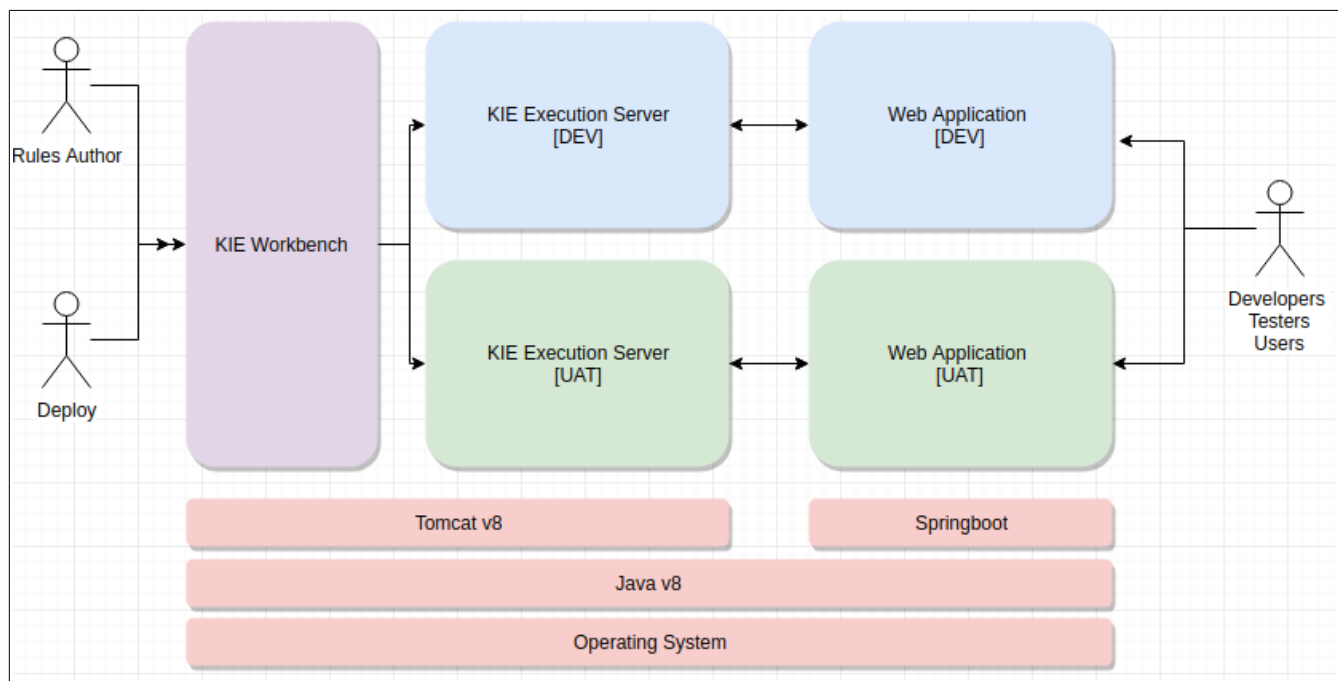 Rules Author
Deploy
KIE Workbench
KIE Execution Server
[DEV]
Web Application
[DEV]
KIE Execution Server
[UAT]
Web Application
[UAT]
Developers
Testers
Users
Tomcat v8
Springboot
Java v8
Operating System